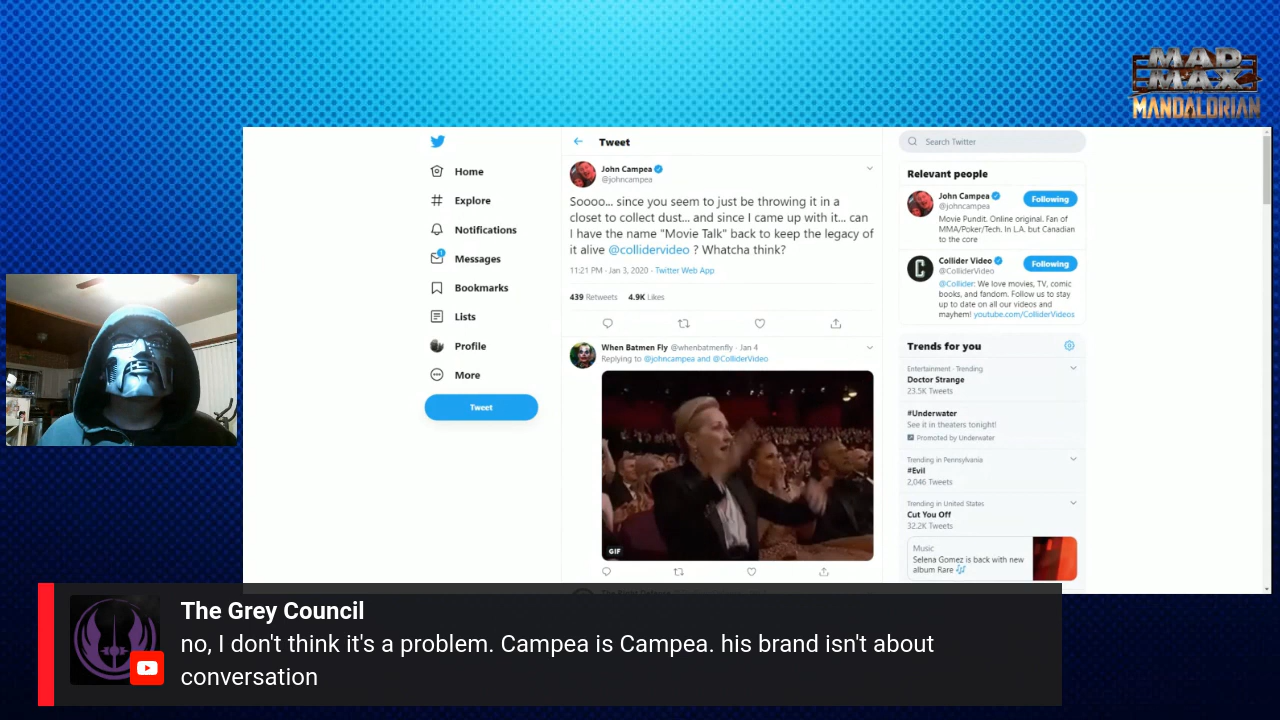 MAD
MAX
MANDALORIAN
Home
Explore
Notifications
1
Messages
Bookmarks
Lists
Profile
More
Tweet
Tweet
John Campea
@johncampea
Soooo... since you seem to just be throwing it in a
closet to collect dust... and since I came up with it... can
I have the name "Movie Talk" back to keep the legacy of
it alive @collidervideo ? Whatcha think?
11:21 PM · Jan 3, 2020 · Twitter Web App
439 Retweets 4.9K Likes
When Batmen Fly @whenbatmenfly · Jan 4
Replying to @johncampea and @ColliderVideo
GIF
Search Twitter
Relevant people
John Campea
@johncampea
Following
Movie Pundit. Online original. Fan of
MMA/Poker/Tech. In L.A. but Canadian
to the core
Collider Video
@ColliderVideo
Following
@Collider: We love movies, TV, comic
books, and fandom. Follow us to stay
up to date on all our videos and
mayhem! youtube.com/ColliderVideos
Trends for you
Entertainment · Trending
Doctor Strange
23.5K Tweets
#Underwater
See it in theaters tonight!
Promoted by Underwater
Trending in Pennsylvania
#Evil
2,046 Tweets
Trending in United States
Cut You Off
32.2K Tweets
Music
Selena Gomez is back with new
album Rare
The Grey Council
no, I don't think it's a problem. Campea is Campea. his brand isn't about
conversation